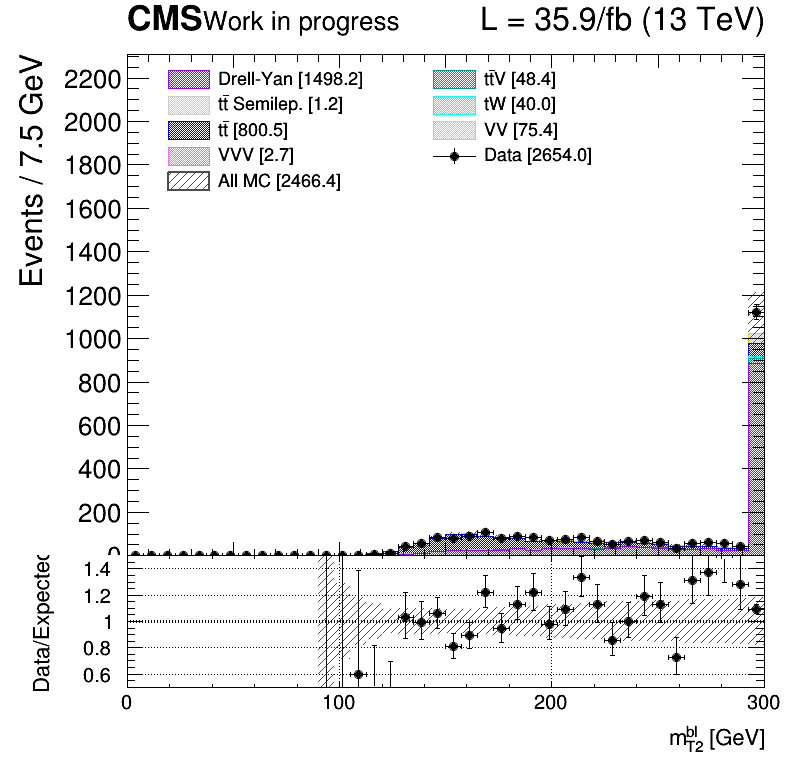 CMS Work in progress L = 35.9/fb (13 TeV)
Events / 7.5 GeV
2200
2000
1800
1600
1400
1200
1000
800
600
400
200
0
Drell-Yan [1498.2]
tt̄ Semilep. [1.2]
tt̄ [800.5]
VVV [2.7]
All MC [2466.4]
tt̄V [48.4]
tW [40.0]
VV [75.4]
Data [2654.0]
Data/Expected
1.4
1.2
1
0.8
0.6
0 100 200 300
m_T2^bl [GeV]